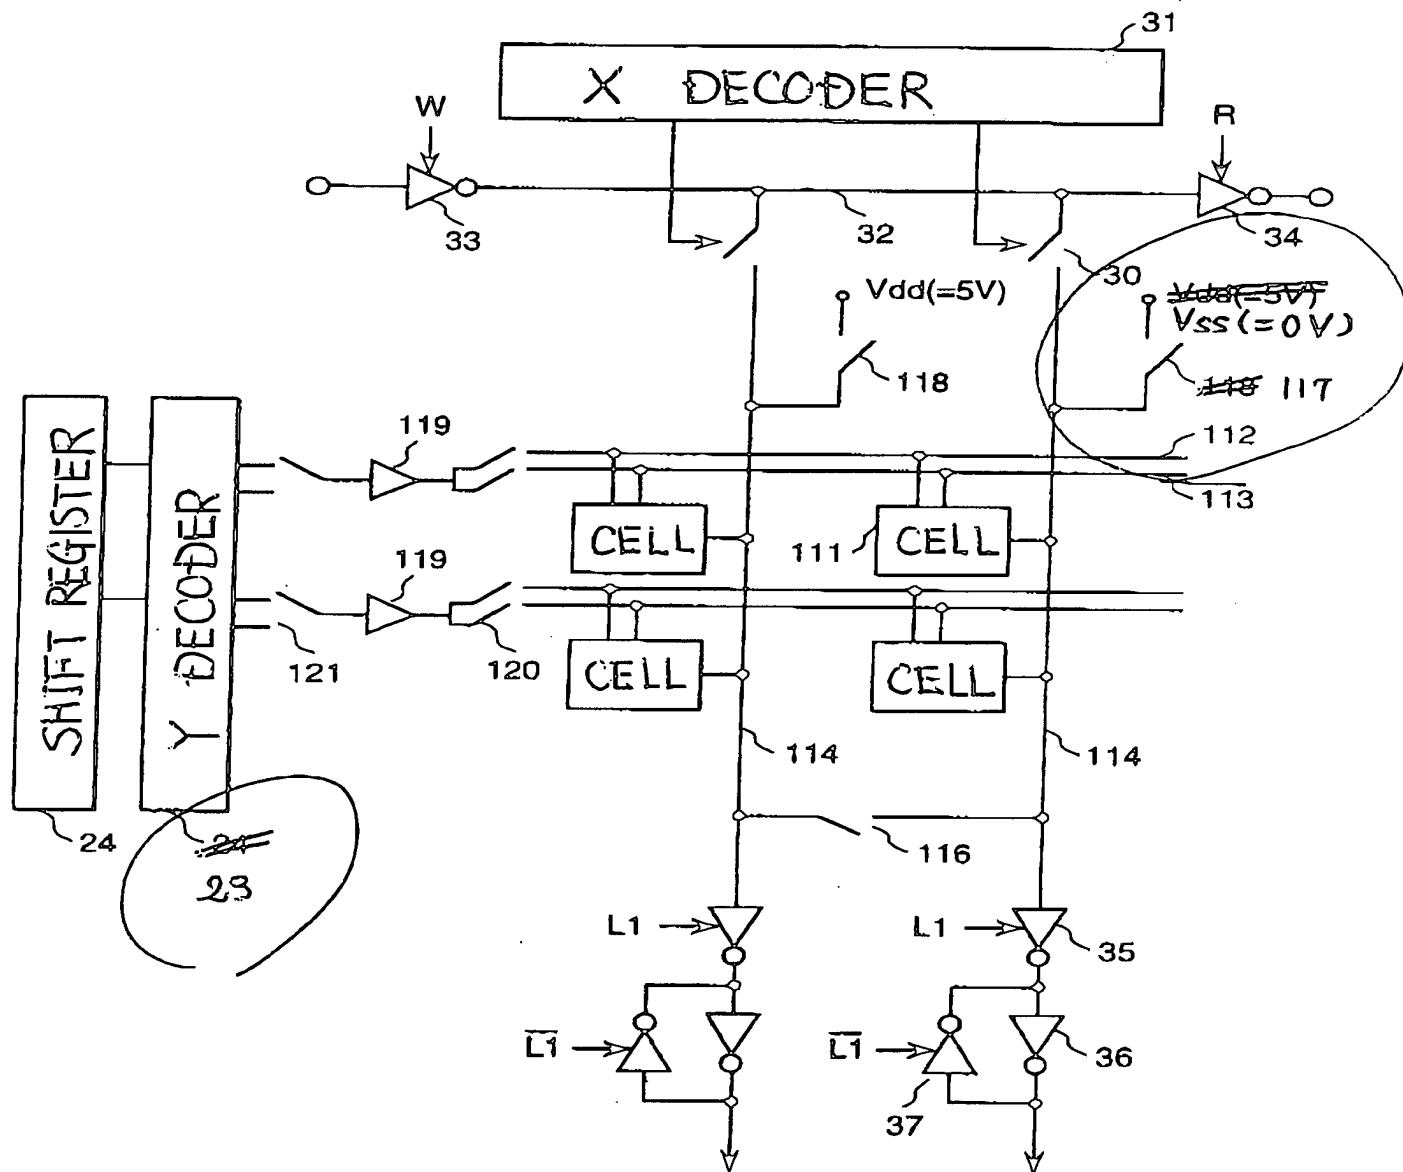 31
X DECODER
W
R
33
32
34
30
Vdd(=5V)
Vdd(=5V)
VSS(=0V)
118
118 117
119
112
113
SHIFT REGISTER
Y DECODER
CELL
111
CELL
119
121
120
CELL
CELL
114
114
24
24
23
116
L1
L1
35
L1
L1
36
37